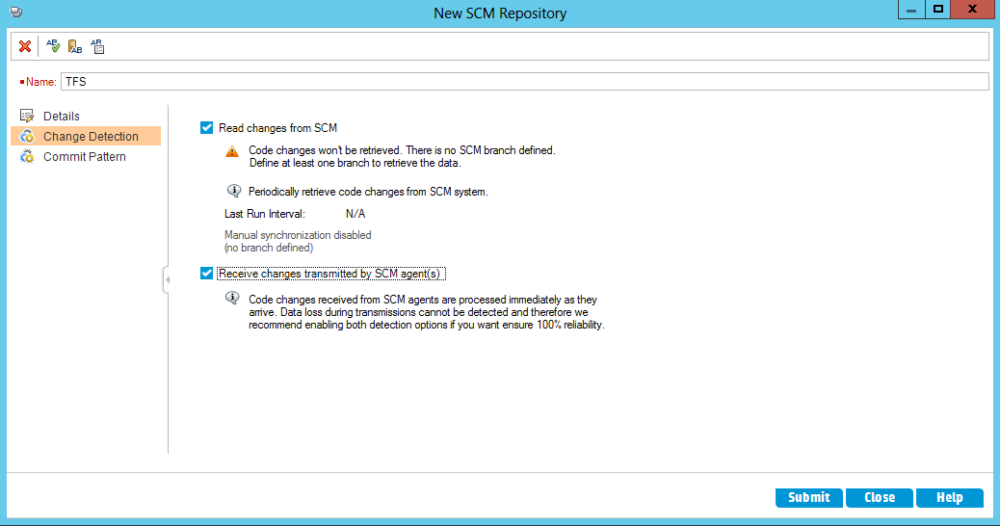 New SCM Repository
Name:
TFS
Details
Change Detection
Commit Pattern
Read changes from SCM
Code changes won't be retrieved. There is no SCM branch defined.
Define at least one branch to retrieve the data.
Periodically retrieve code changes from SCM system.
Last Run Interval: N/A
Manual synchronization disabled
(no branch defined)
Receive changes transmitted by SCM agent(s)
Code changes received from SCM agents are processed immediately as they
arrive. Data loss during transmissions cannot be detected and therefore we
recommend enabling both detection options if you want ensure 100% reliability.
Submit
Close
Help